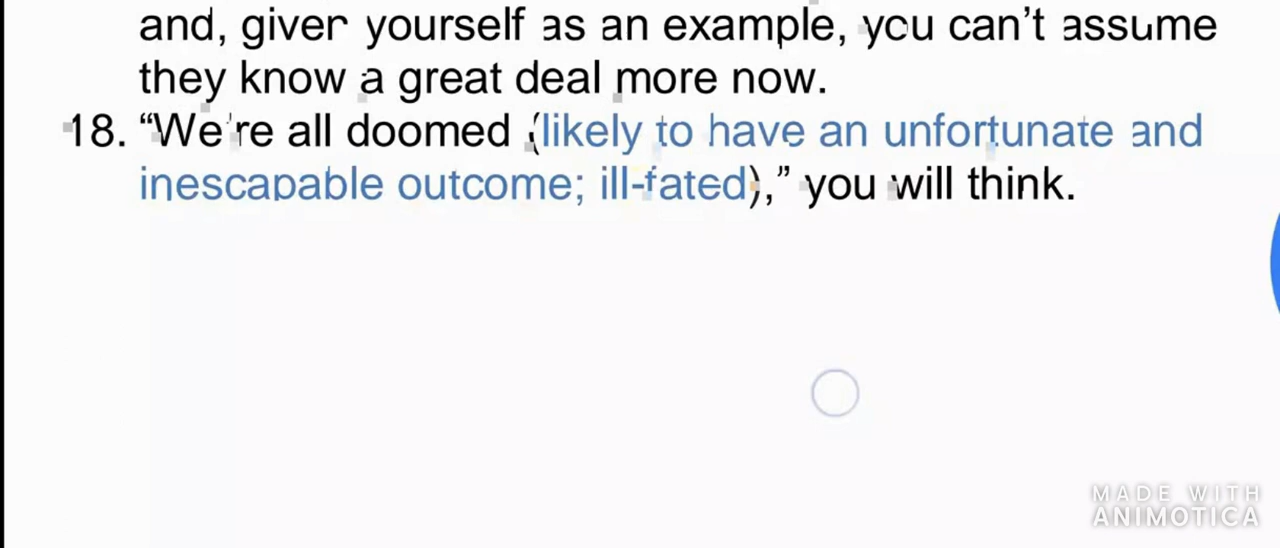 and, given yourself as an example, you can't assume
they know a great deal more now.
18. “We're all doomed (likely to have an unfortunate and
inescapable outcome; ill-fated),” you will think.
MADE WITH
ANIMOTICA